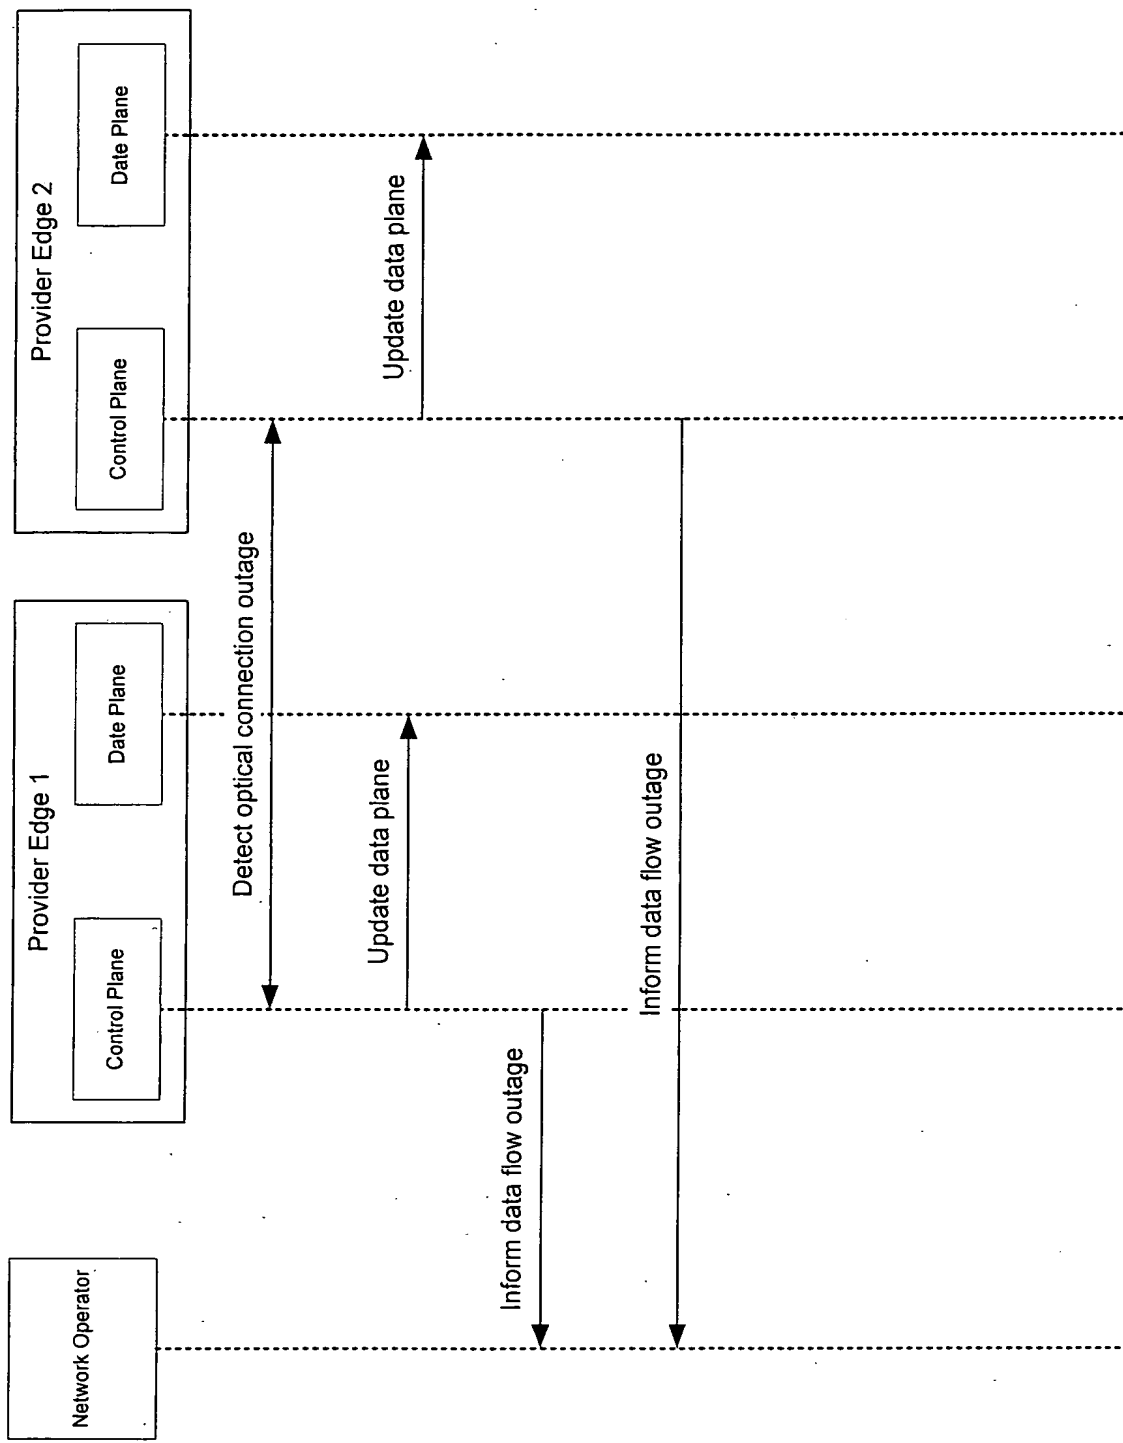 Network Operator
Provider Edge 1
Control Plane
Date Plane
Provider Edge 2
Control Plane
Date Plane
Detect optical connection outage
Update data plane
Update data plane
Inform data flow outage
Inform data flow outage